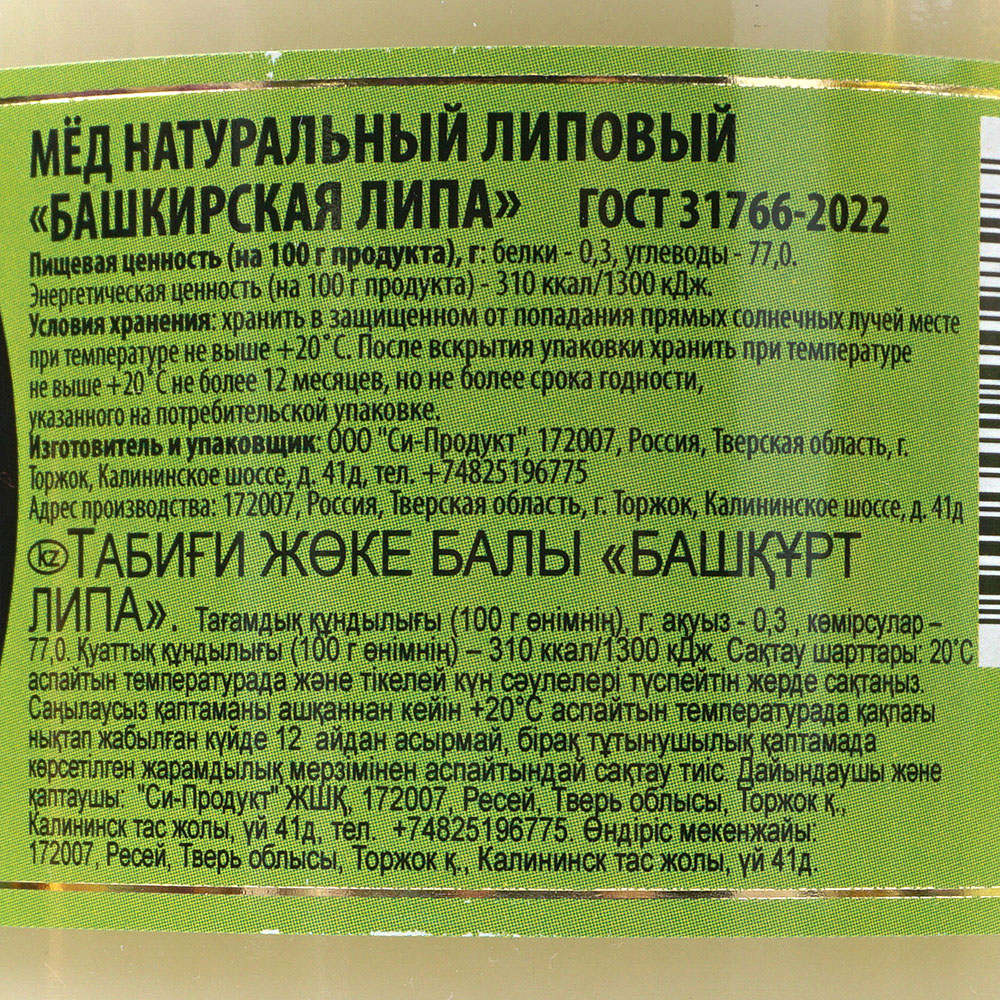 МЁД НАТУРАЛЬНЫЙ ЛИПОВЫЙ
«БАШКИРСКАЯ ЛИПА» ГОСТ 31766-2022
Пищевая ценность (на 100 г продукта), г: белки - 0,3, углеводы - 77,0.
Энергетическая ценность (на 100 г продукта) - 310 ккал/1300 кДж.
Условия хранения: хранить в защищенном от попадания прямых солнечных лучей месте
при температуре не выше +20˚С. После вскрытия упаковки хранить при температуре
не выше +20˚С не более 12 месяцев, но не более срока годности,
указанного на потребительской упаковке.
Изготовитель и упаковщик: ООО "Си-Продукт", 172007, Россия, Тверская область, г.
Торжок, Калининское шоссе, д. 41д, тел. +74825196775
Адрес производства: 172007, Россия, Тверская область, г. Торжок, Калининское шоссе, д. 41д
kz ТАБИҒИ ЖӨКЕ БАЛЫ «БАШҚҰРТ
ЛИПА». Тағамдық құндылығы (100 г өнімнің), г: ақуыз - 0,3 , көмірсулар –
77,0. Қуаттық құндылығы (100 г өнімнің) – 310 ккал/1300 кДж. Сақтау шарттары: 20˚С
аспайтын температурада және тікелей күн сәулелері түспейтін жерде сақтаңыз.
Саңылаусыз қаптаманы ашқаннан кейін +20˚С аспайтын температурада қақпағы
нықтап жабылған күйде 12 айдан асырмай, бірақ тұтынушылық қаптамада
көрсетілген жарамдылық мерзімінен аспайтындай сақтау тиіс. Дайындаушы және
қаптаушы: "Си-Продукт" ЖШҚ, 172007, Ресей, Тверь облысы, Торжок қ.,
Калининск тас жолы, үй 41д, тел. +74825196775. Өндіріс мекенжайы:
172007, Ресей, Тверь облысы, Торжок қ., Калининск тас жолы, үй 41д.